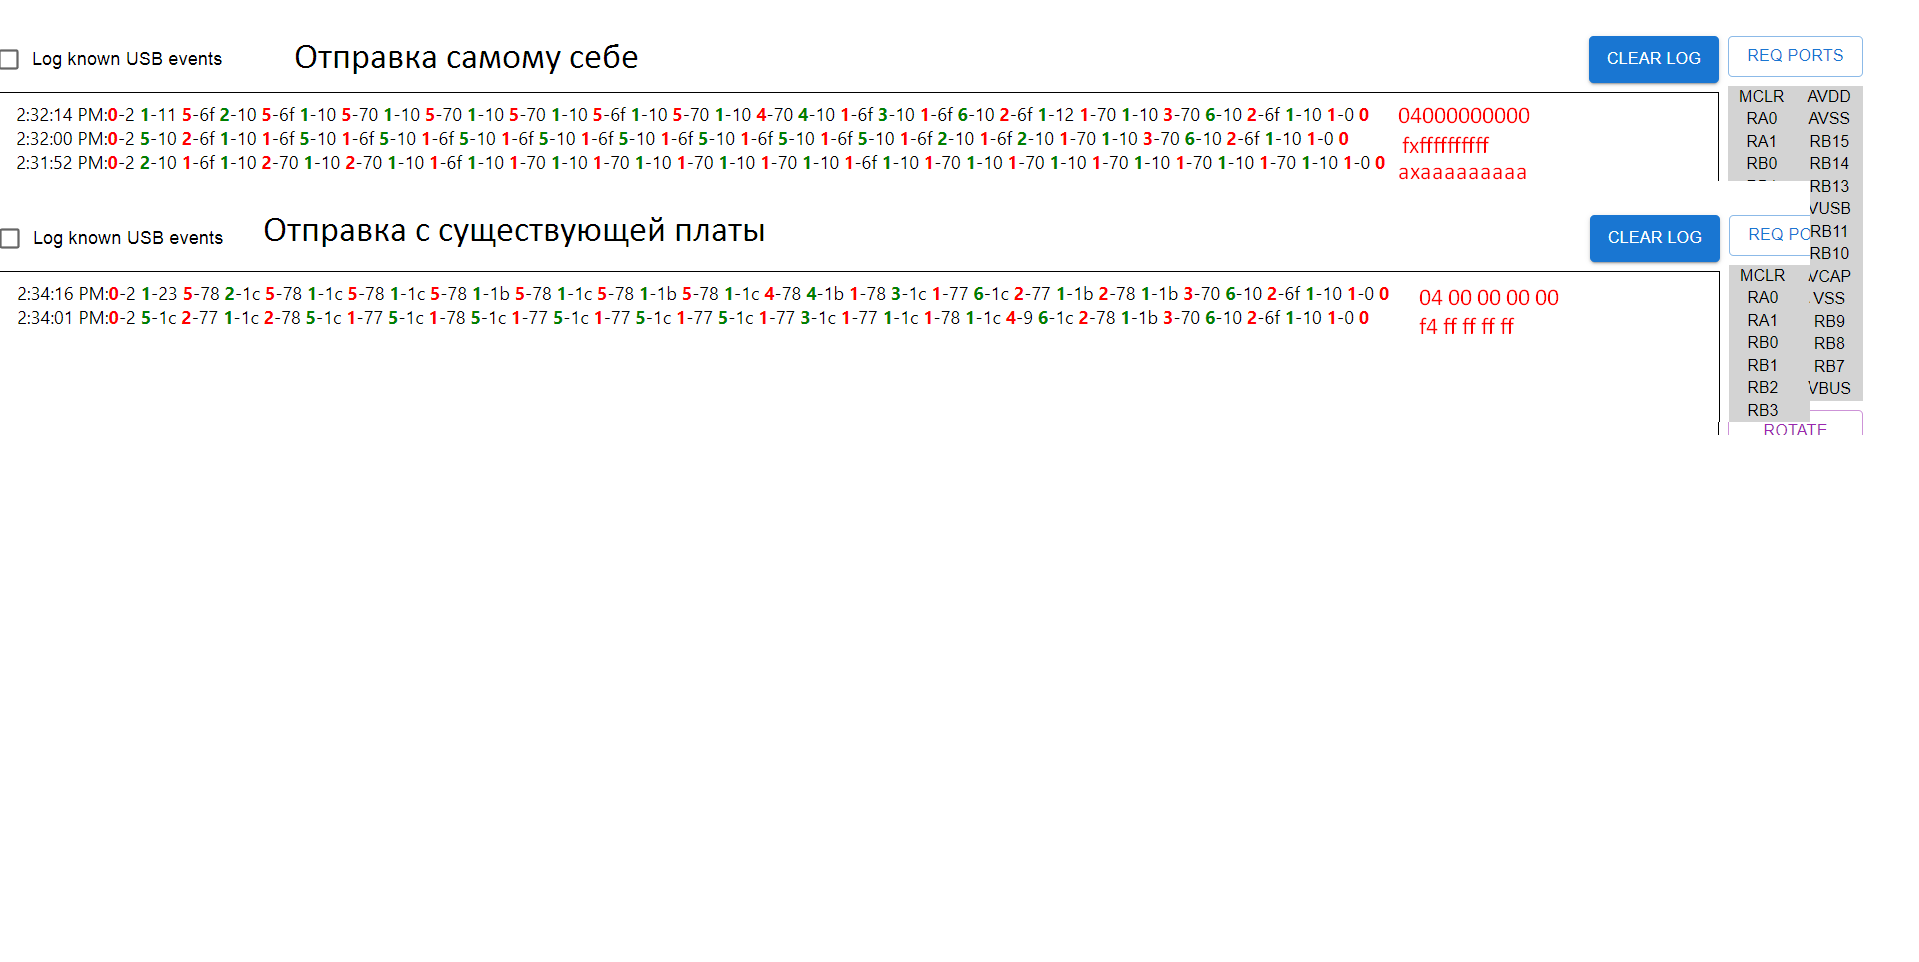 Log known USB events Отправка самому себе CLEAR LOG REQ PORTS
2:32:14 PM:0-2 1-11 5-6f 2-10 5-6f 1-10 5-70 1-10 5-70 1-10 5-70 1-10 5-6f 1-10 5-70 1-10 4-70 4-10 1-6f 3-10 1-6f 6-10 2-6f 1-12 1-70 1-10 3-70 6-10 2-6f 1-10 1-0 0 04000000000
2:32:00 PM:0-2 5-10 2-6f 1-10 1-6f 5-10 1-6f 5-10 1-6f 5-10 1-6f 5-10 1-6f 5-10 1-6f 5-10 1-6f 5-10 1-6f 5-10 1-6f 2-10 1-6f 2-10 1-70 1-10 3-70 6-10 2-6f 1-10 1-0 0 fxffffffffff
2:31:52 PM:0-2 2-10 1-6f 1-10 2-70 1-10 2-70 1-10 1-6f 1-10 1-70 1-10 1-70 1-10 1-70 1-10 1-70 1-10 1-6f 1-10 1-70 1-10 1-70 1-10 1-70 1-10 1-70 1-10 1-70 1-10 1-0 0 axaaaaaaaaaa
MCLR AVDD
RA0 AVSS
RA1 RB15
RB0 RB14
RB13
VUSB
RB11
RB10
VCAP
VSS
RB9
RB8
RB7
VBUS
Log known USB events Отправка с существующей платы CLEAR LOG REQ PO
2:34:16 PM:0-2 1-23 5-78 2-1c 5-78 1-1c 5-78 1-1c 5-78 1-1b 5-78 1-1c 5-78 1-1b 5-78 1-1c 4-78 4-1b 1-78 3-1c 1-77 6-1c 2-77 1-1b 2-78 1-1b 3-70 6-10 2-6f 1-10 1-0 0 04 00 00 00 00
2:34:01 PM:0-2 5-1c 2-77 1-1c 2-78 5-1c 1-77 5-1c 1-78 5-1c 1-77 5-1c 1-77 5-1c 1-77 5-1c 1-77 3-1c 1-77 1-1c 1-78 1-1c 4-9 6-1c 2-78 1-1b 3-70 6-10 2-6f 1-10 1-0 0 f4 ff ff ff ff
MCLR
RA0
RA1
RB0
RB1
RB2
RB3
ROTATE